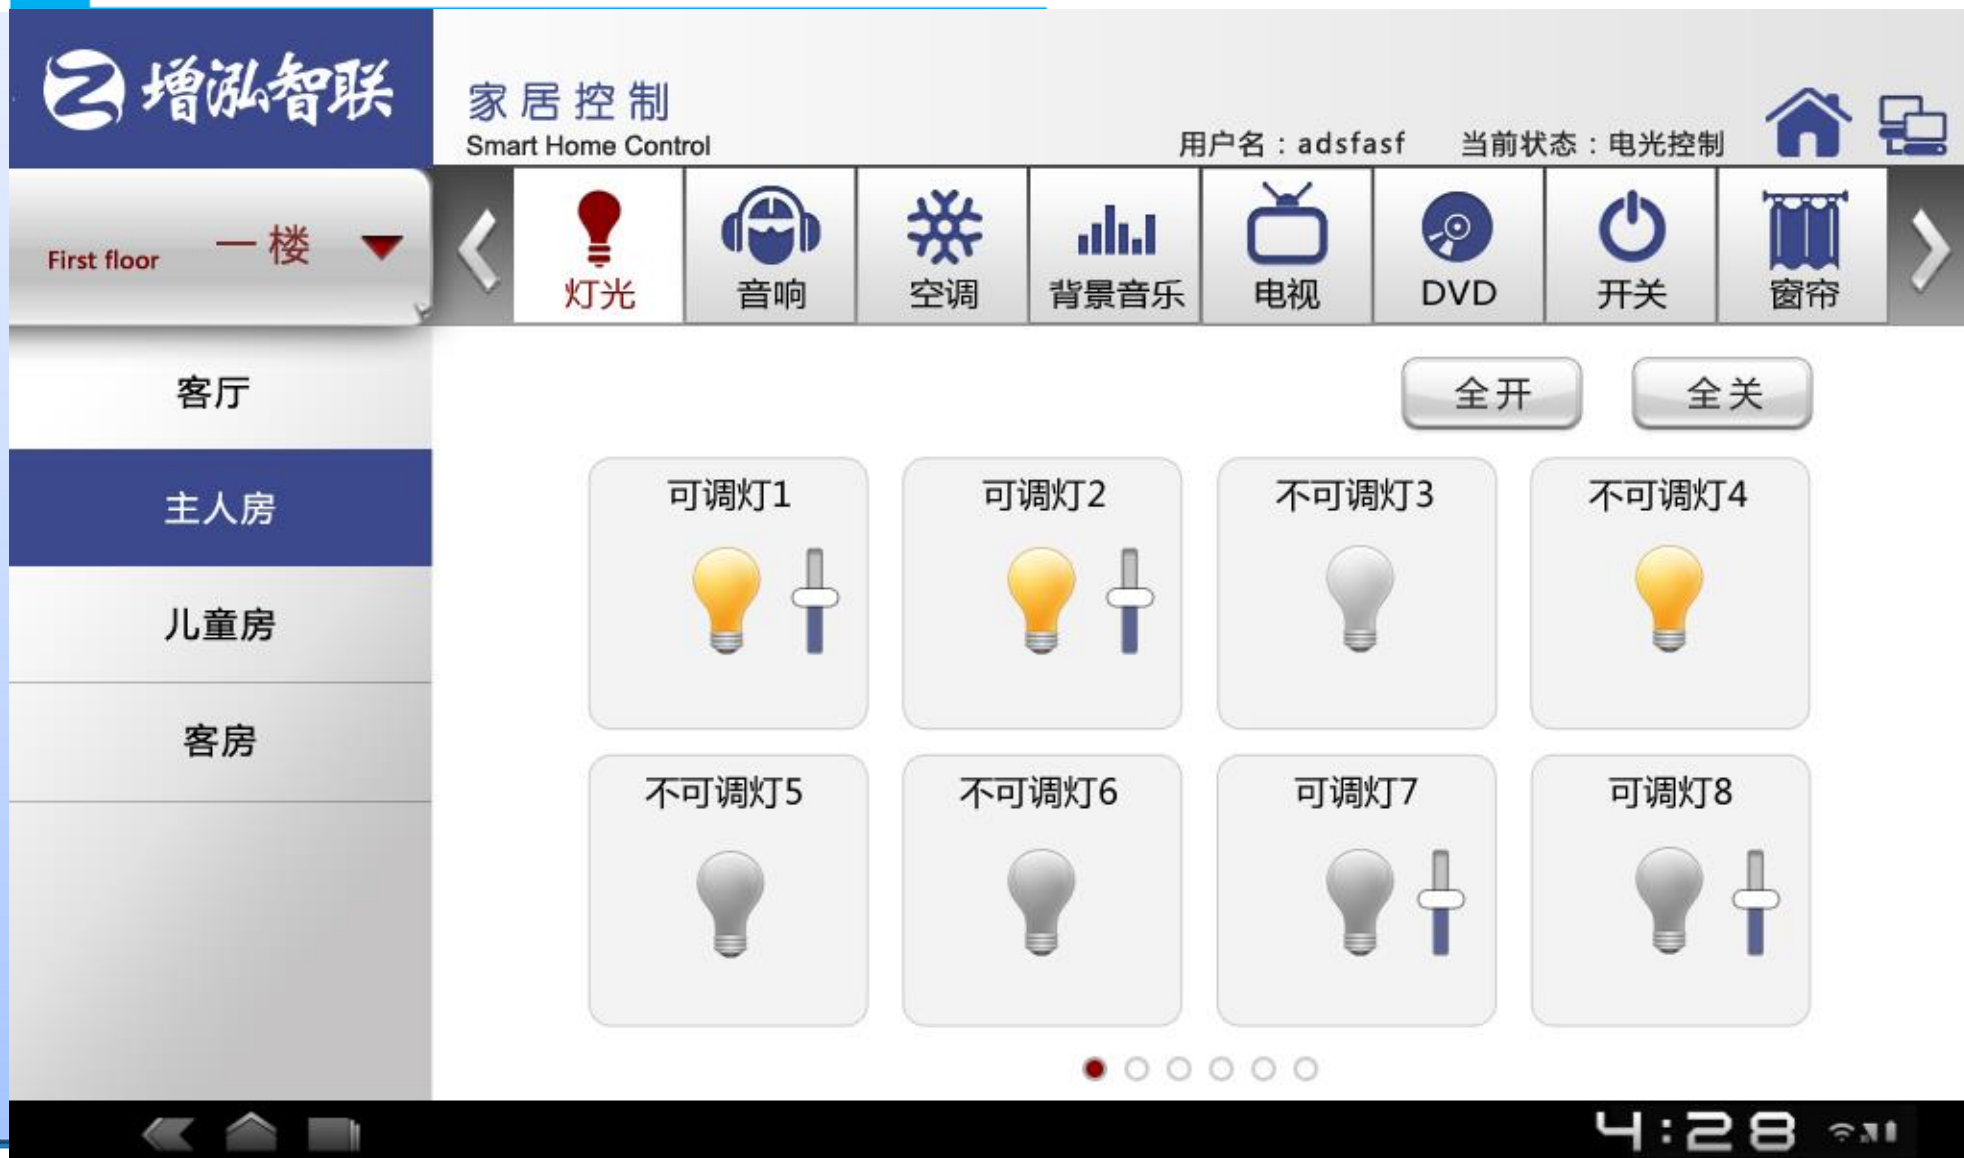 增泓智联
家居控制
Smart Home Control
用户名：adsfasf 当前状态：电光控制
First floor 一楼
灯光 音响 空调 背景音乐 电视 DVD 开关 窗帘
客厅
主人房
儿童房
客房
全开 全关
可调灯1 可调灯2 不可调灯3 不可调灯4
不可调灯5 不可调灯6 可调灯7 可调灯8
4:28